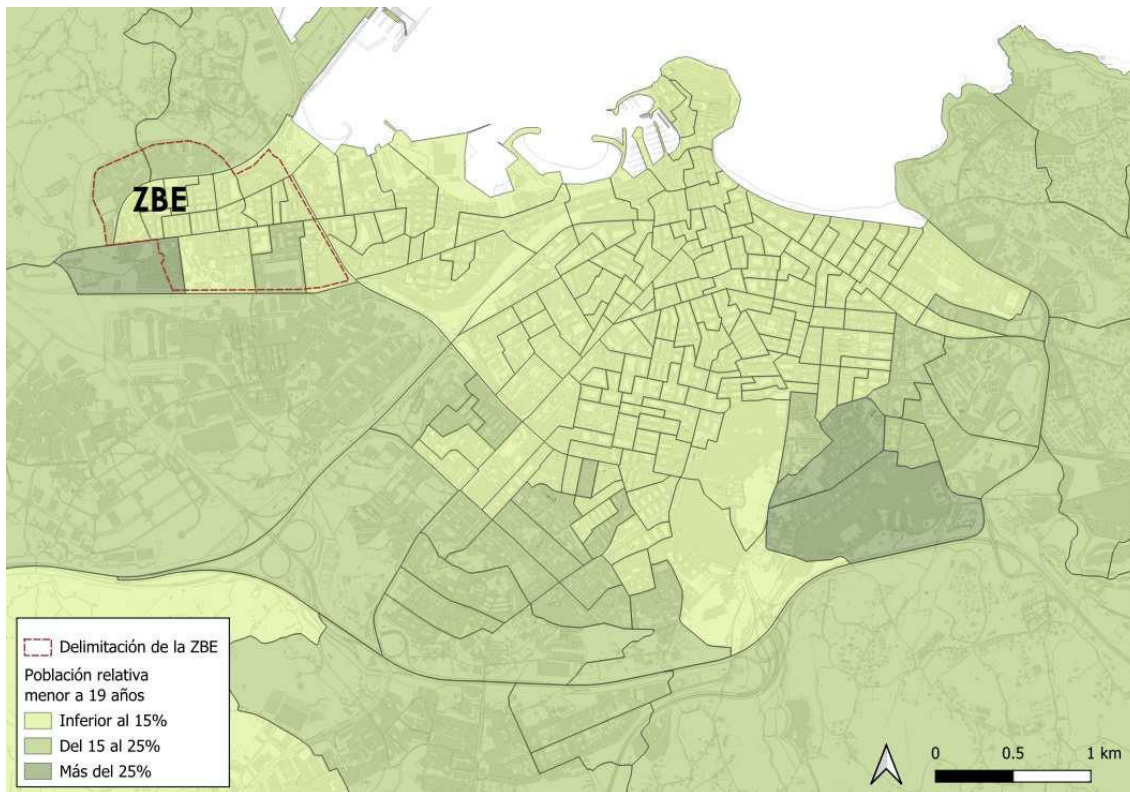 ZBE
Delimitación de la ZBE
Población relativa
menor a 19 años
Inferior al 15%
Del 15 al 25%
Más del 25%
0 0.5 1 km